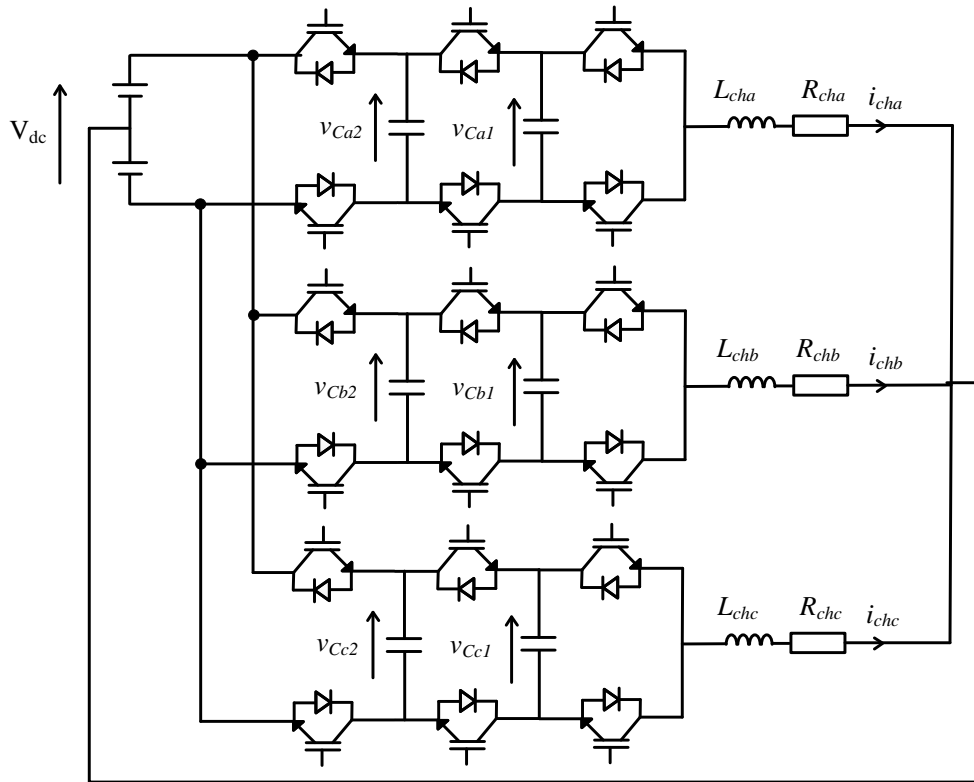 V_dc
v_Ca2
v_Ca1
L_cha
R_cha
i_cha
v_Cb2
v_Cb1
L_chb
R_chb
i_chb
v_Cc2
v_Cc1
L_chc
R_chc
i_chc